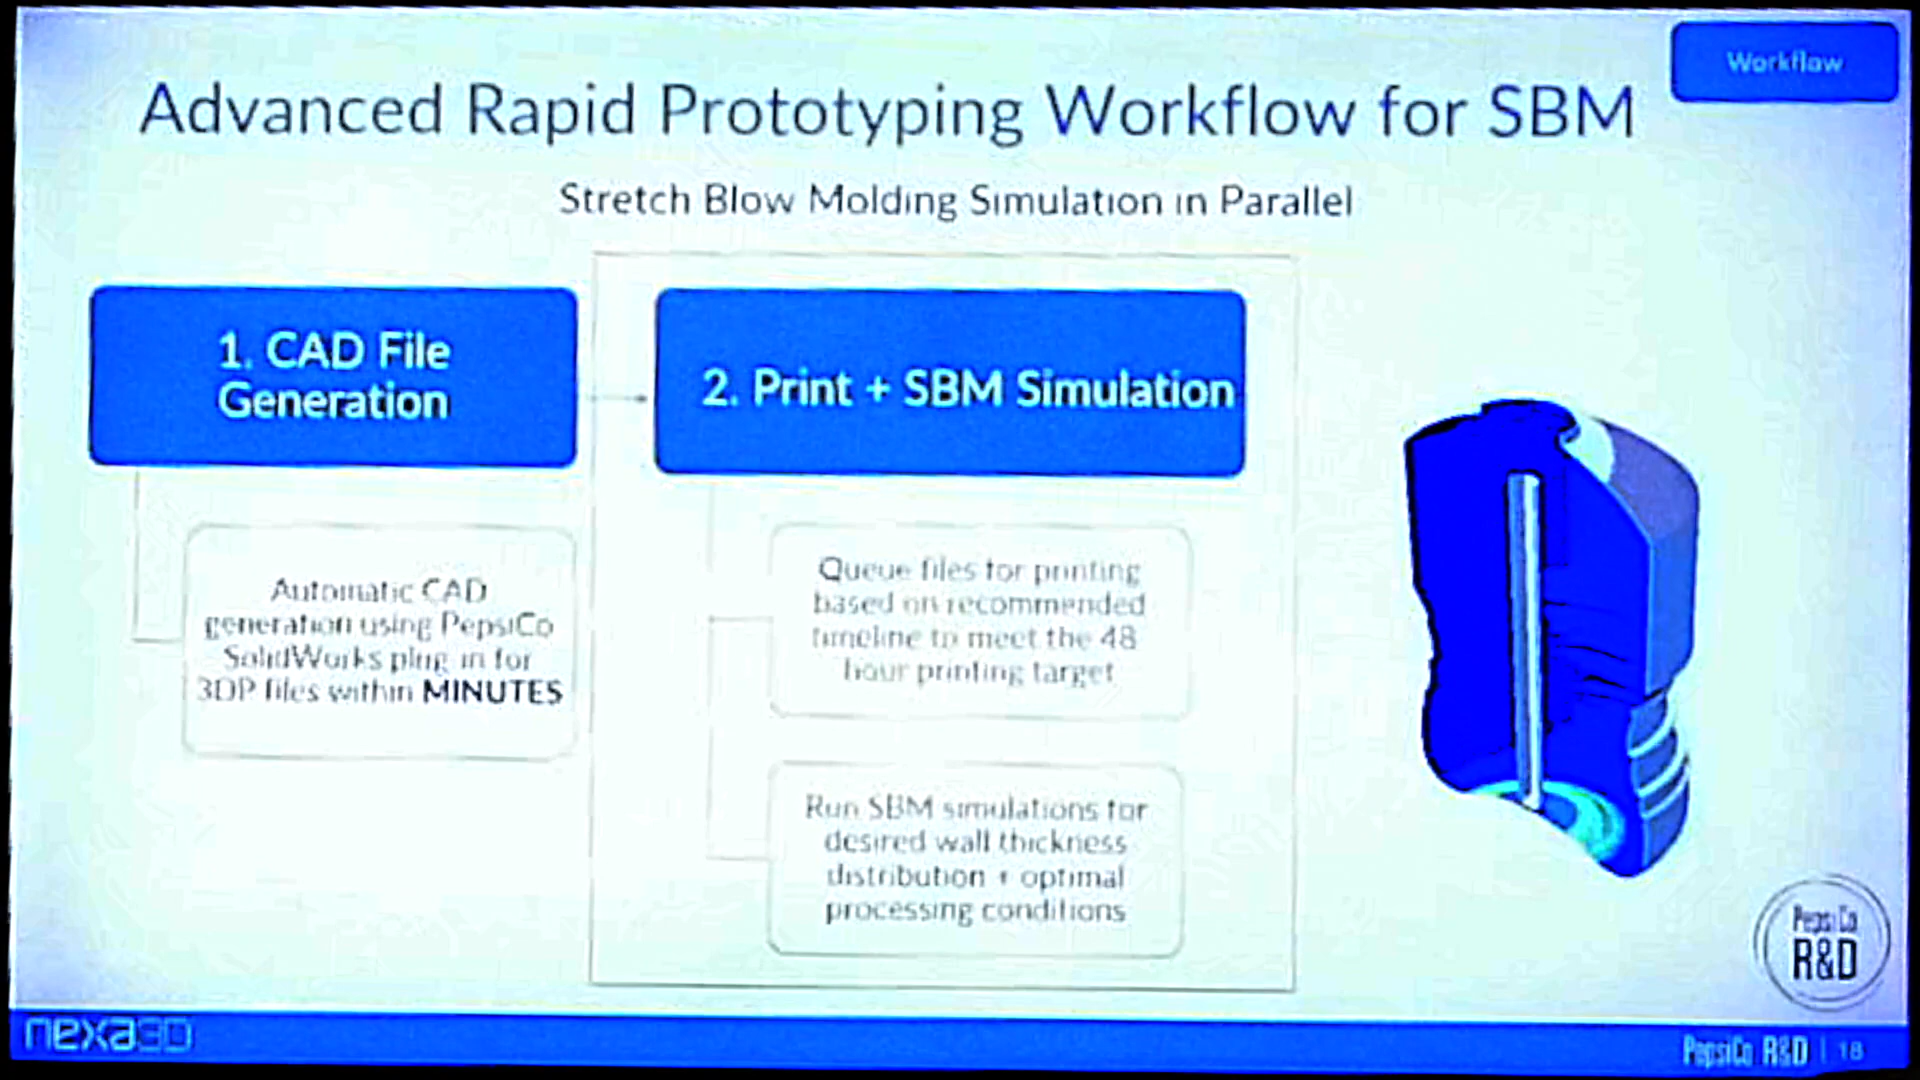 Workflow
Advanced Rapid Prototyping Workflow for SBM
Stretch Blow Molding Simulation in Parallel
1. CAD File
Generation
2. Print + SBM Simulation
Automatic CAD
generation using PepsiCo
SolidWorks plug in for
3DP files within MINUTES
Queue files for printing
based on recommended
timeline to meet the 48
hour printing target
Run SBM simulations for
desired wall thickness
distribution + optimal
processing conditions
PepsiCo
R&D
nexa3D
PepsiCo R&D | 18